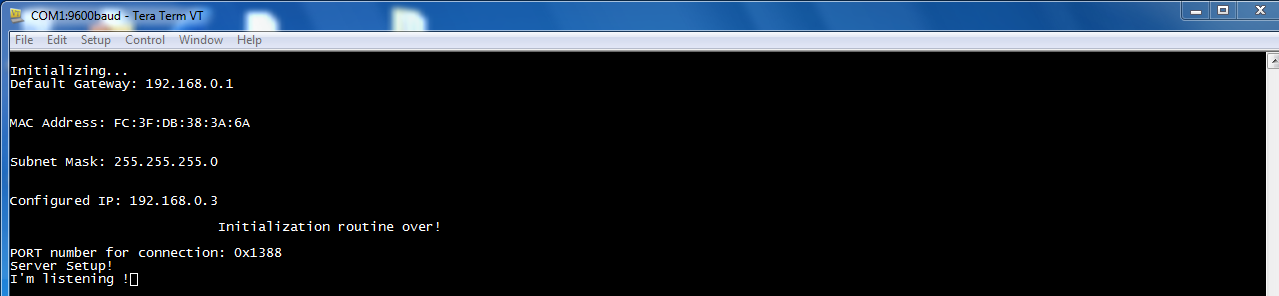 COM1:9600baud - Tera Term VT
File Edit Setup Control Window Help
Initializing...
Default Gateway: 192.168.0.1
MAC Address: FC:3F:DB:38:3A:6A
Subnet Mask: 255.255.255.0
Configured IP: 192.168.0.3
Initialization routine over!
PORT number for connection: 0x1388
Server Setup!
I'm listening !